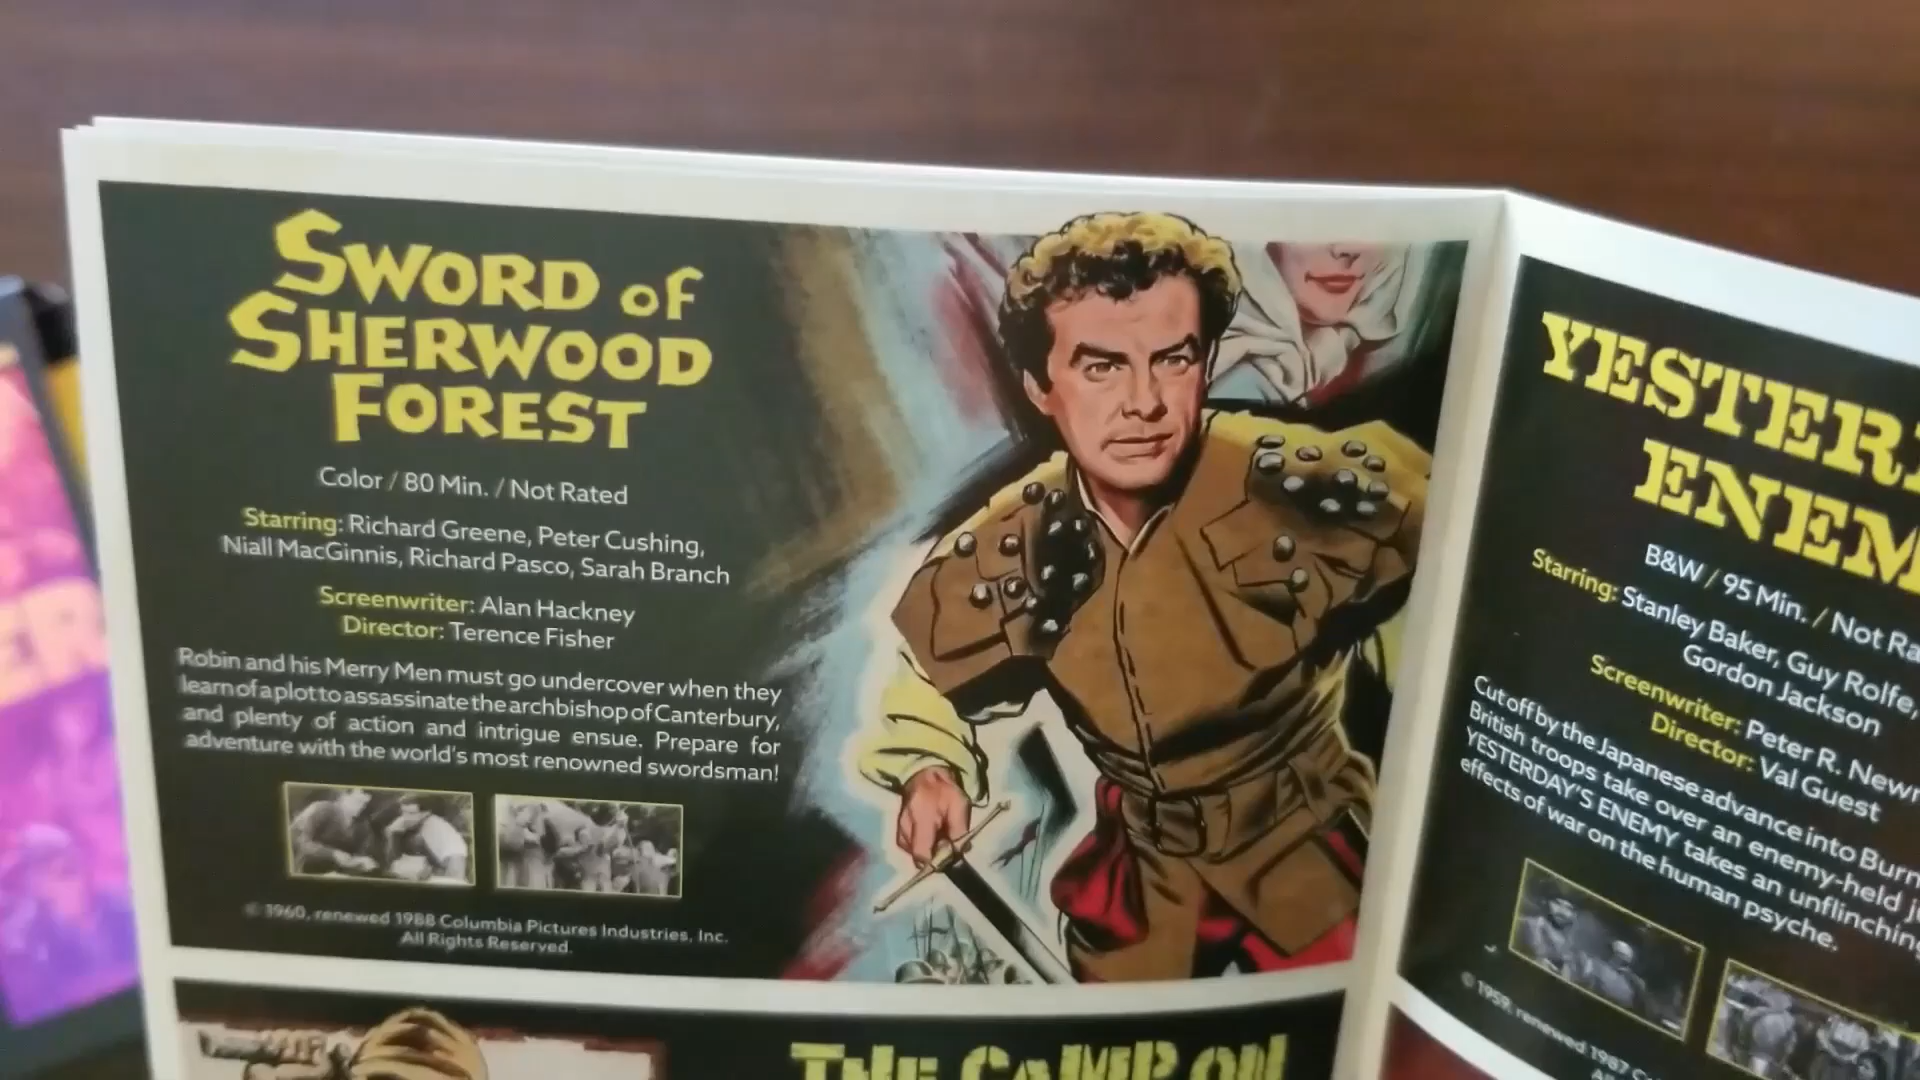 SWORD OF
SHERWOOD
FOREST
Color / 80 Min. / Not Rated
Starring: Richard Greene, Peter Cushing,
Niall MacGinnis, Richard Pasco, Sarah Branch
Screenwriter: Alan Hackney
Director: Terence Fisher
Robin and his Merry Men must go undercover when they
learn of a plot to assassinate the archbishop of Canterbury,
and plenty of action and intrigue ensue. Prepare for
adventure with the world's most renowned swordsman!
© 1960, renewed 1988 Columbia Pictures Industries, Inc.
All Rights Reserved.
THE CAMP ON
B&W / 95 Min. / Not
Starring: Stanley Baker, Guy Rolfe,
Gordon Jackson
Screenwriter: Peter R.
Director: Val Guest
Cut off by the Japanese advance into
British troops take over an enemy-held
YESTERDAY'S ENEMY takes an unflinching
effects of war on the human psyche.
© 1959, renewed 1987